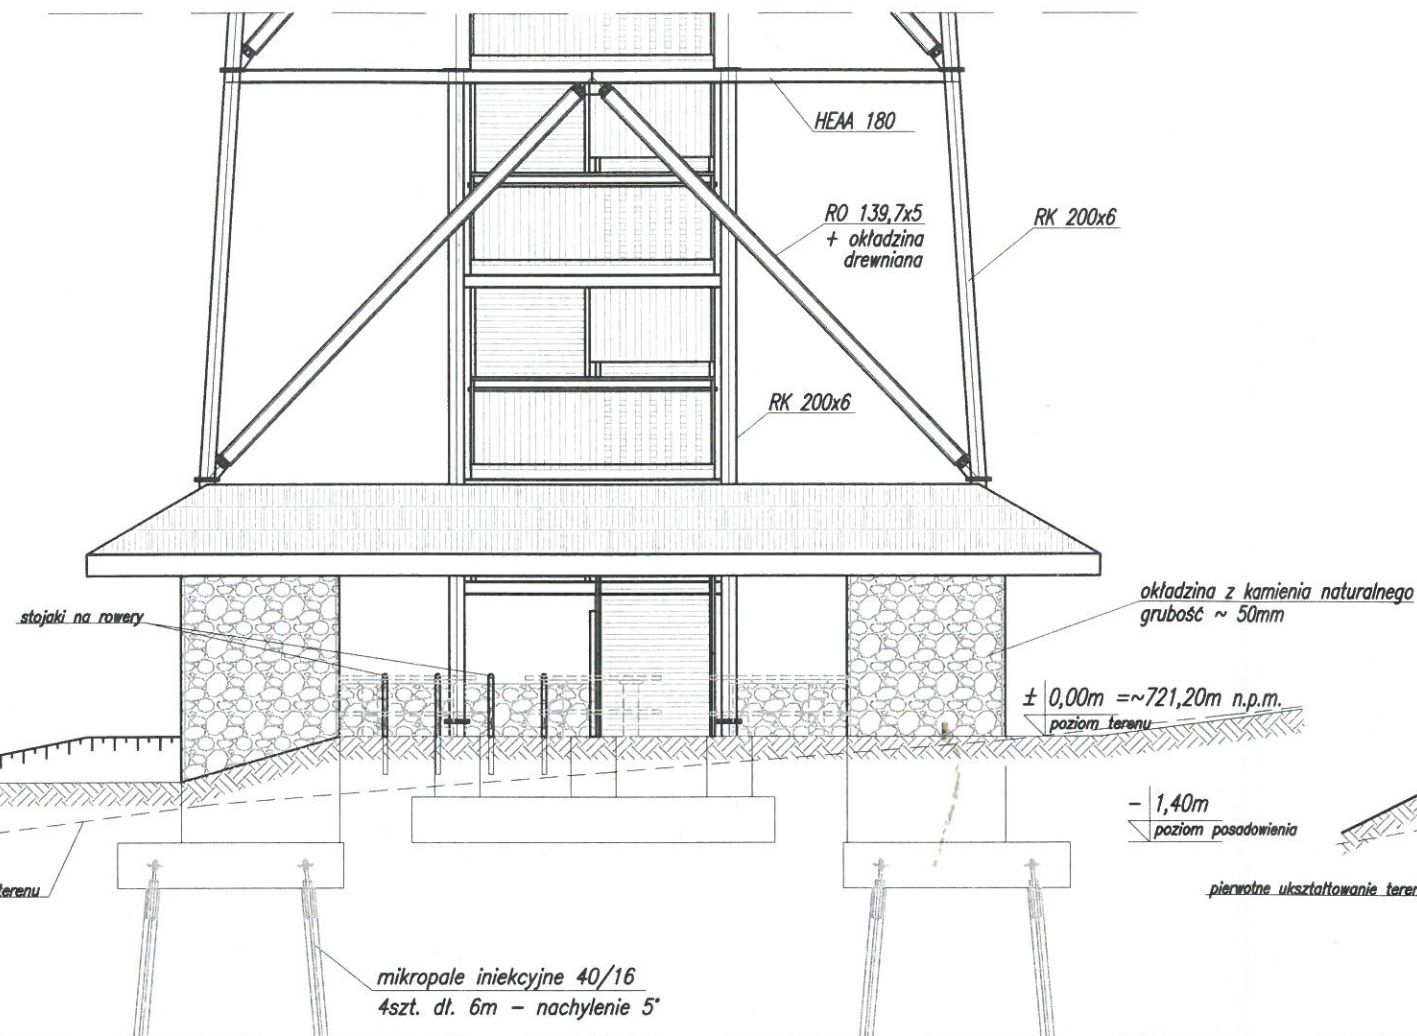 HEAA 180
RO 139,7x5
+ okładzina
drewniana
RK 200x6
RK 200x6
okładzina z kamienia naturalnego
grubość ~ 50mm
stojaki na rowery
± 0,00m =~721,20m n.p.m.
poziom terenu
- 1,40m
poziom posadowienia
terenu
pierwotne ukształtowanie teren
mikropale iniekcyjne 40/16
4szt. dł. 6m - nachylenie 5°